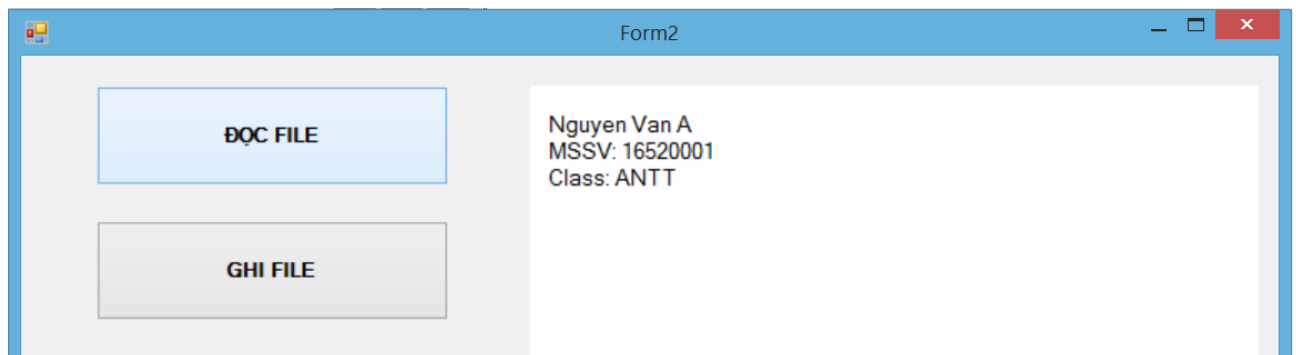 Form2
ĐỌC FILE
GHI FILE
Nguyen Van A
MSSV: 16520001
Class: ANTT